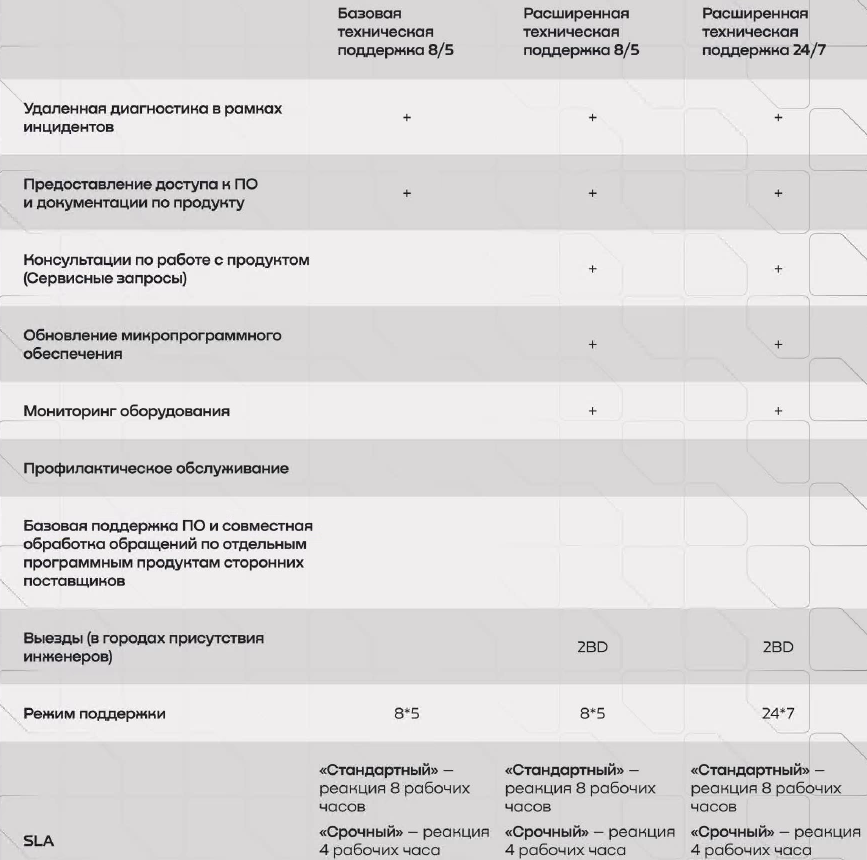 Базовая техническая поддержка 8/5
Расширенная техническая поддержка 8/5
Расширенная техническая поддержка 24/7
Удаленная диагностика в рамках
инцидентов
+ + +
Предоставление доступа к ПО
и документации по продукту
+ + +
Консультации по работе с продуктом
(Сервисные запросы)
+ +
Обновление микропрограммного
обеспечения
+ +
Мониторинг оборудования
+ +
Профилактическое обслуживание
Базовая поддержка ПО и совместная
обработка обращений по отдельным
программным продуктам сторонних
поставщиков
Выезды (в городах присутствия
инженеров)
2BD 2BD
Режим поддержки 8*5 8*5 24*7
SLA
«Стандартный» –
реакция 8 рабочих
часов
«Срочный» – реакция
4 рабочих часа
«Стандартный» –
реакция 8 рабочих
часов
«Срочный» – реакция
4 рабочих часа
«Стандартный» –
реакция 8 рабочих
часов
«Срочный» – реакция
4 рабочих часа